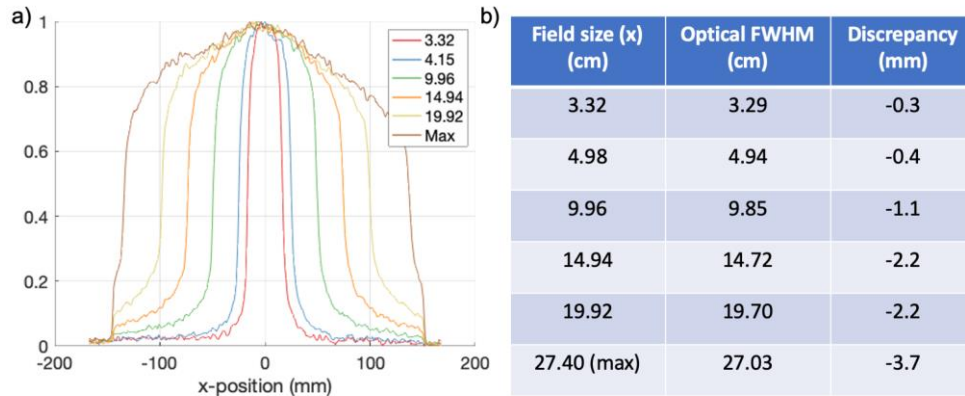 a)
1
0.8
0.6
0.4
0.2
0
-200
-100
0
100
200
x-position (mm)
3.32
4.15
9.96
14.94
19.92
Max
b)
Field size (x) (cm) Optical FWHM (cm) Discrepancy (mm)
3.32 3.29 -0.3
4.98 4.94 -0.4
9.96 9.85 -1.1
14.94 14.72 -2.2
19.92 19.70 -2.2
27.40 (max) 27.03 -3.7